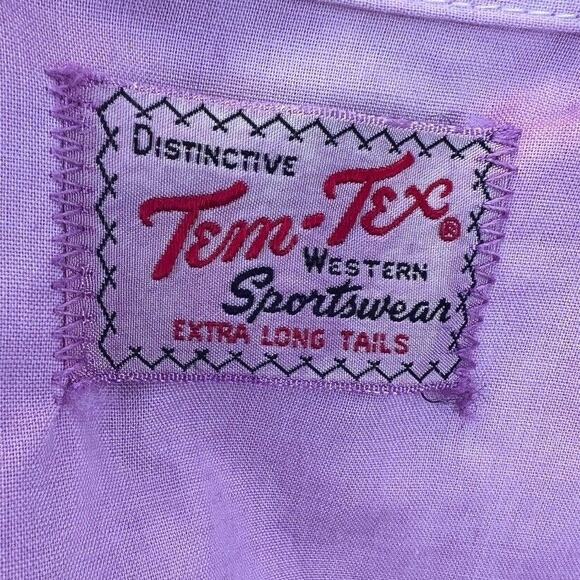 Distinctive
Tem-Tex®
Western
Sportswear
EXTRA LONG TAILS